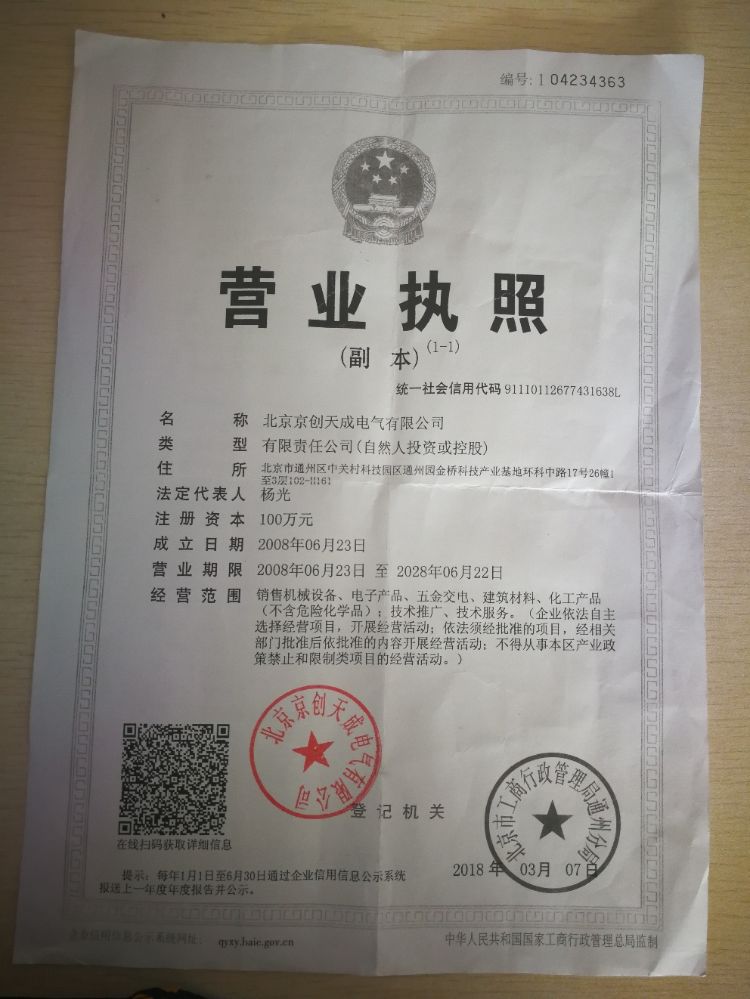 编号:1 04234363
营业执照
(副 本)(1-1)
统一社会信用代码 91110112677431638L
名 称 北京京创天成电气有限公司
类 型 有限责任公司(自然人投资或控股)
住 所 北京市通州区中关村科技园区通州园金桥科技产业基地环科中路17号26幢1
至3层102-H161
法定代表人 杨光
注册资本 100万元
成立日期 2008年06月23日
营业期限 2008年06月23日 至 2028年06月22日
经营范围 销售机械设备、电子产品、五金交电、建筑材料、化工产品
(不含危险化学品);技术推广、技术服务。(企业依法自主
选择经营项目,开展经营活动;依法须经批准的项目,经相关
部门批准后依批准的内容开展经营活动;不得从事本区产业政
策禁止和限制类项目的经营活动。)
北京京创天成电气有限公司
登记机关
北京市工商行政管理局通州分局
在线扫码获取详细信息
2018年 03月 07日
提示:每年1月1日至6月30日通过企业信用信息公示系统
报送上一年度年度报告并公示。
企业信用信息公示系统网址: qyxy.baic.gov.cn
中华人民共和国国家工商行政管理总局监制